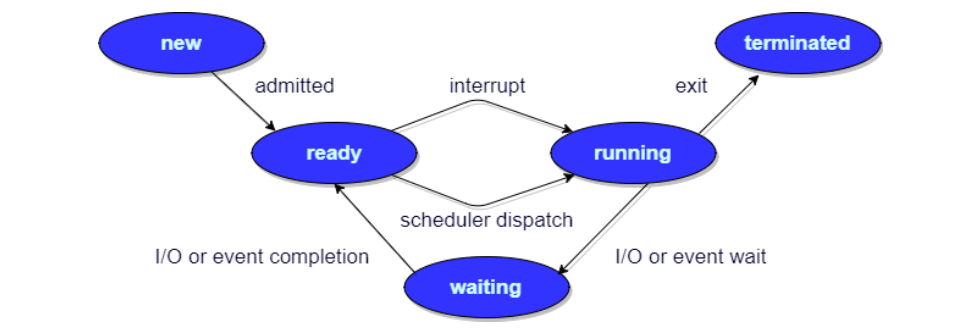 new
terminated
admitted
interrupt
exit
ready
running
scheduler dispatch
I/O or event completion
I/O or event wait
waiting